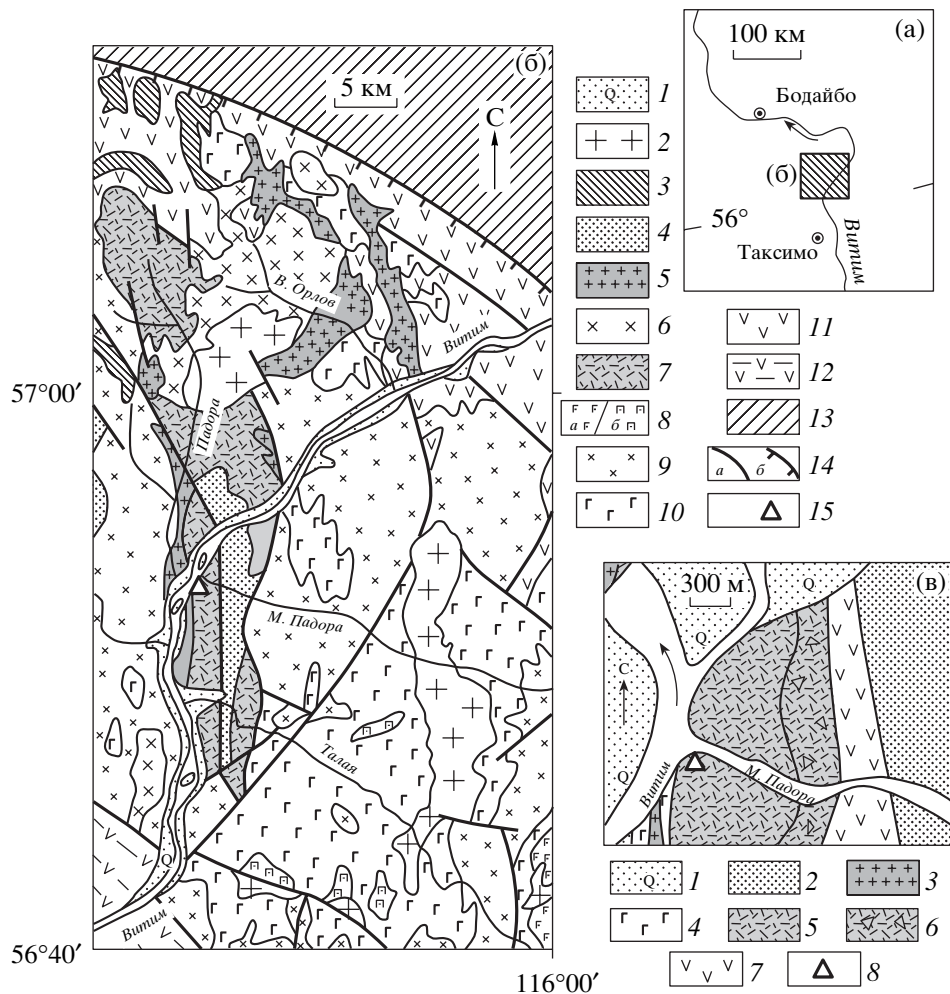 (а)
100 км
Бодайбо
(б)
56°
Таксимо
Витим
(б)
5 км
С
В. Орлов
Витим
Падора
М. Падора
Талая
Q
Витим
57°00′
56°40′
116°00′
Q 1
2
3
4
5
6
7
а б 8
9
10
11
12
13
а б 14
15
(в)
300 м
Q
Q
С
Q
Витим
М. Падора
Q 1
2
3
4
5
6
7
8